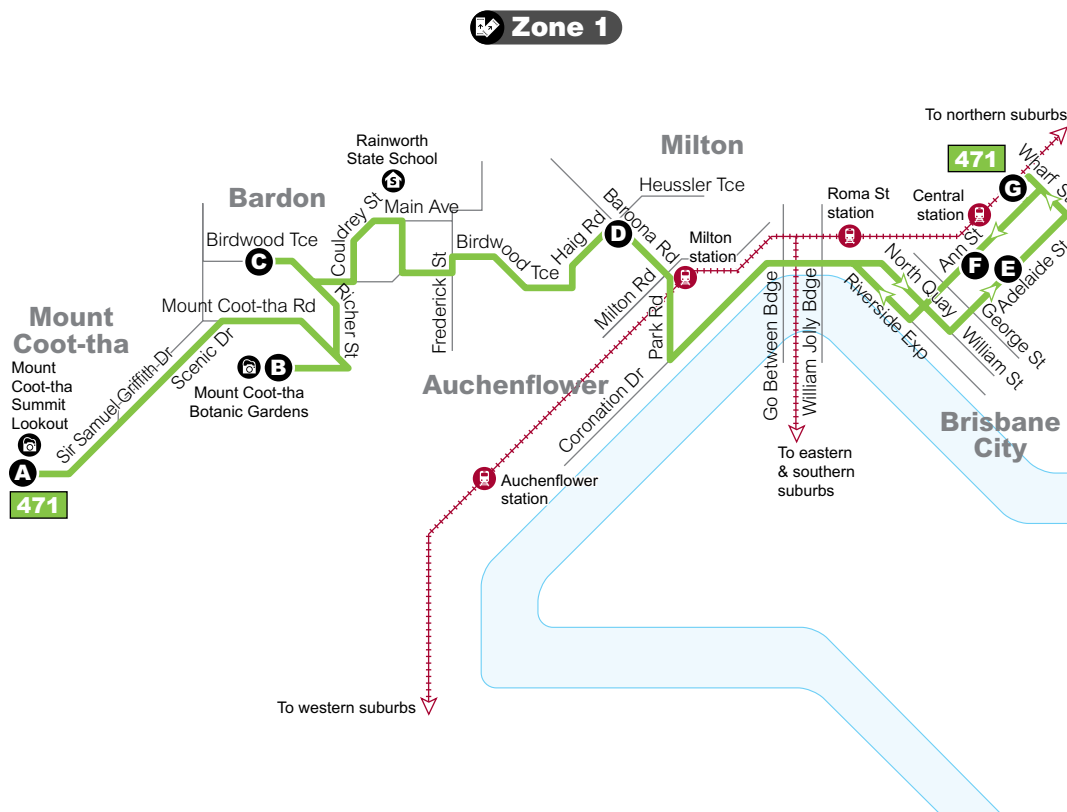 Zone 1
To northern suburbs
471
Wharf St
G
Rainworth
State School
S
Milton
Heussler Tce
Bardon
Couldrey St
Main Ave
Roma St
station
Central
station
Birdwood Tce
C
Birdwood
Tce
Haig Rd
D
Baroona Rd
Milton
station
Ann St
F
E
Adelaide St
Mount Coot-tha Rd
Richer St
Frederick St
Milton Rd
Park Rd
North Quay
George St
William St
Riverside Exp
Mount
Coot-tha
Mount
Coot-tha
Summit
Lookout
Sir Samuel Griffith Dr
Scenic Dr
B
Mount Coot-tha
Botanic Gardens
Auchenflower
Coronation Dr
Go Between Bdge
William Jolly Bdge
Brisbane
City
A
471
Auchenflower
station
To eastern
& southern
suburbs
To western suburbs